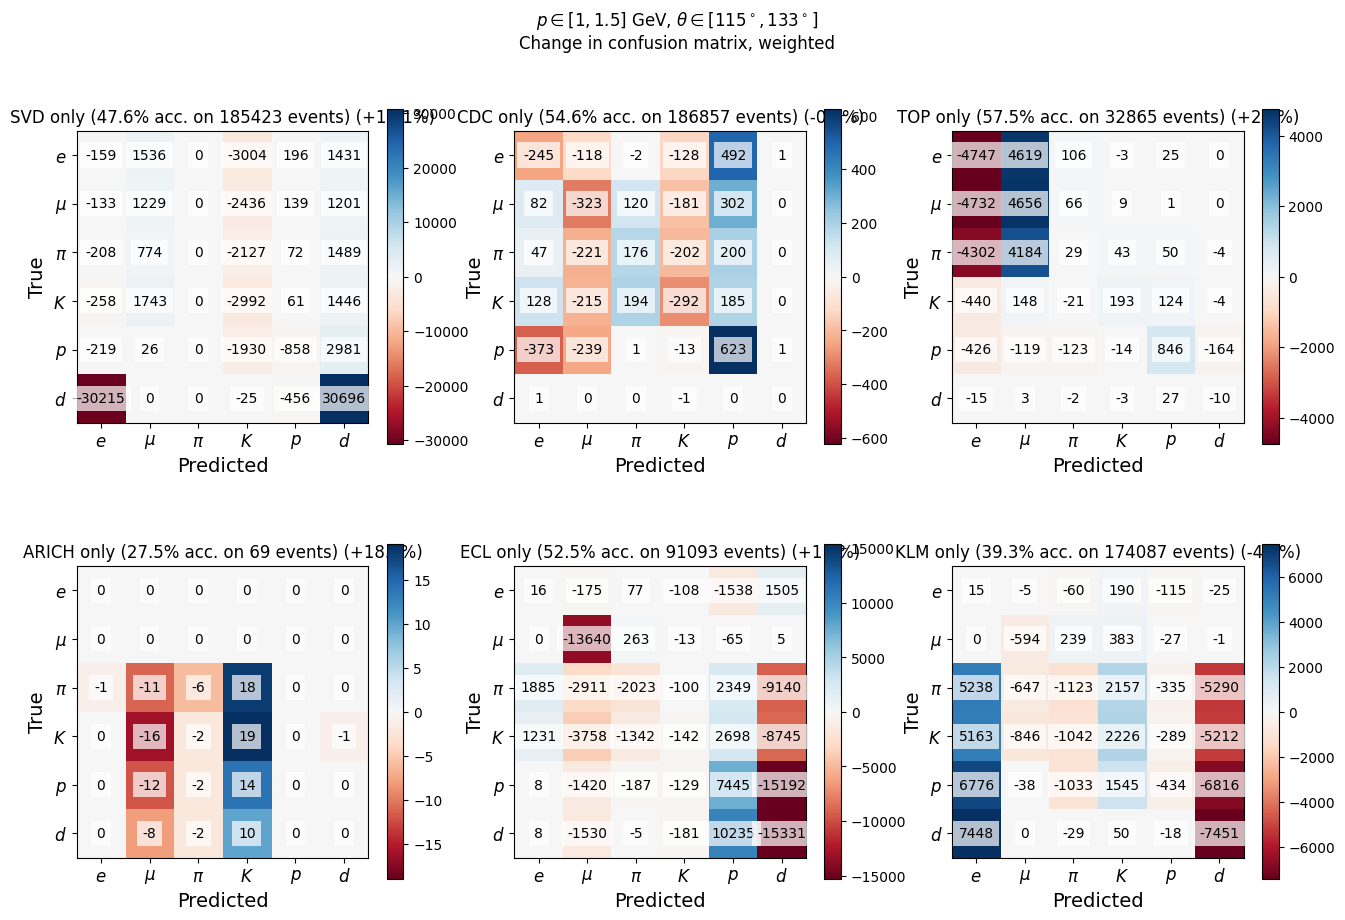 p ∈ [1, 1.5] GeV, θ ∈ [115°, 133°]
Change in confusion matrix, weighted
SVD only (47.6% acc. on 185423 events)
CDC only (54.6% acc. on 186857 events)
TOP only (57.5% acc. on 32865 events)
True
e -159 1536 0 -3004 196 1431
μ -133 1229 0 -2436 139 1201
π -208 774 0 -2127 72 1489
K -258 1743 0 -2992 61 1446
p -219 26 0 -1930 -858 2981
d -30215 0 0 -25 -456 30696
e μ π K p d
Predicted
30000
20000
10000
0
−10000
−20000
−30000
True
e -245 -118 -2 -128 492 1
μ 82 -323 120 -181 302 0
π 47 -221 176 -202 200 0
K 128 -215 194 -292 185 0
p -373 -239 1 -13 623 1
d 1 0 0 -1 0 0
e μ π K p d
Predicted
600
400
200
0
−200
−400
−600
True
e -4747 4619 106 -3 25 0
μ -4732 4656 66 9 1 0
π -4302 4184 29 43 50 -4
K -440 148 -21 193 124 -4
p -426 -119 -123 -14 846 -164
d -15 3 -2 -3 27 -10
e μ π K p d
Predicted
4000
2000
0
−2000
−4000
ARICH only (27.5% acc. on 69 events)
ECL only (52.5% acc. on 91093 events)
KLM only (39.3% acc. on 174087 events)
True
e 0 0 0 0 0 0
μ 0 0 0 0 0 0
π -1 -11 -6 18 0 0
K 0 -16 -2 19 0 -1
p 0 -12 -2 14 0 0
d 0 -8 -2 10 0 0
e μ π K p d
Predicted
15
10
5
0
−5
−10
−15
True
e 16 -175 77 -108 -1538 1505
μ 0 -13640 263 -13 -65 5
π 1885 -2911 -2023 -100 2349 -9140
K 1231 -3758 -1342 -142 2698 -8745
p 8 -1420 -187 -129 7445 -15192
d 8 -1530 -5 -181 10235 -15331
e μ π K p d
Predicted
15000
10000
5000
0
−5000
−10000
−15000
True
e 15 -5 -60 190 -115 -25
μ 0 -594 239 383 -27 -1
π 5238 -647 -1123 2157 -335 -5290
K 5163 -846 -1042 2226 -289 -5212
p 6776 -38 -1033 1545 -434 -6816
d 7448 0 -29 50 -18 -7451
e μ π K p d
Predicted
6000
4000
2000
0
−2000
−4000
−6000